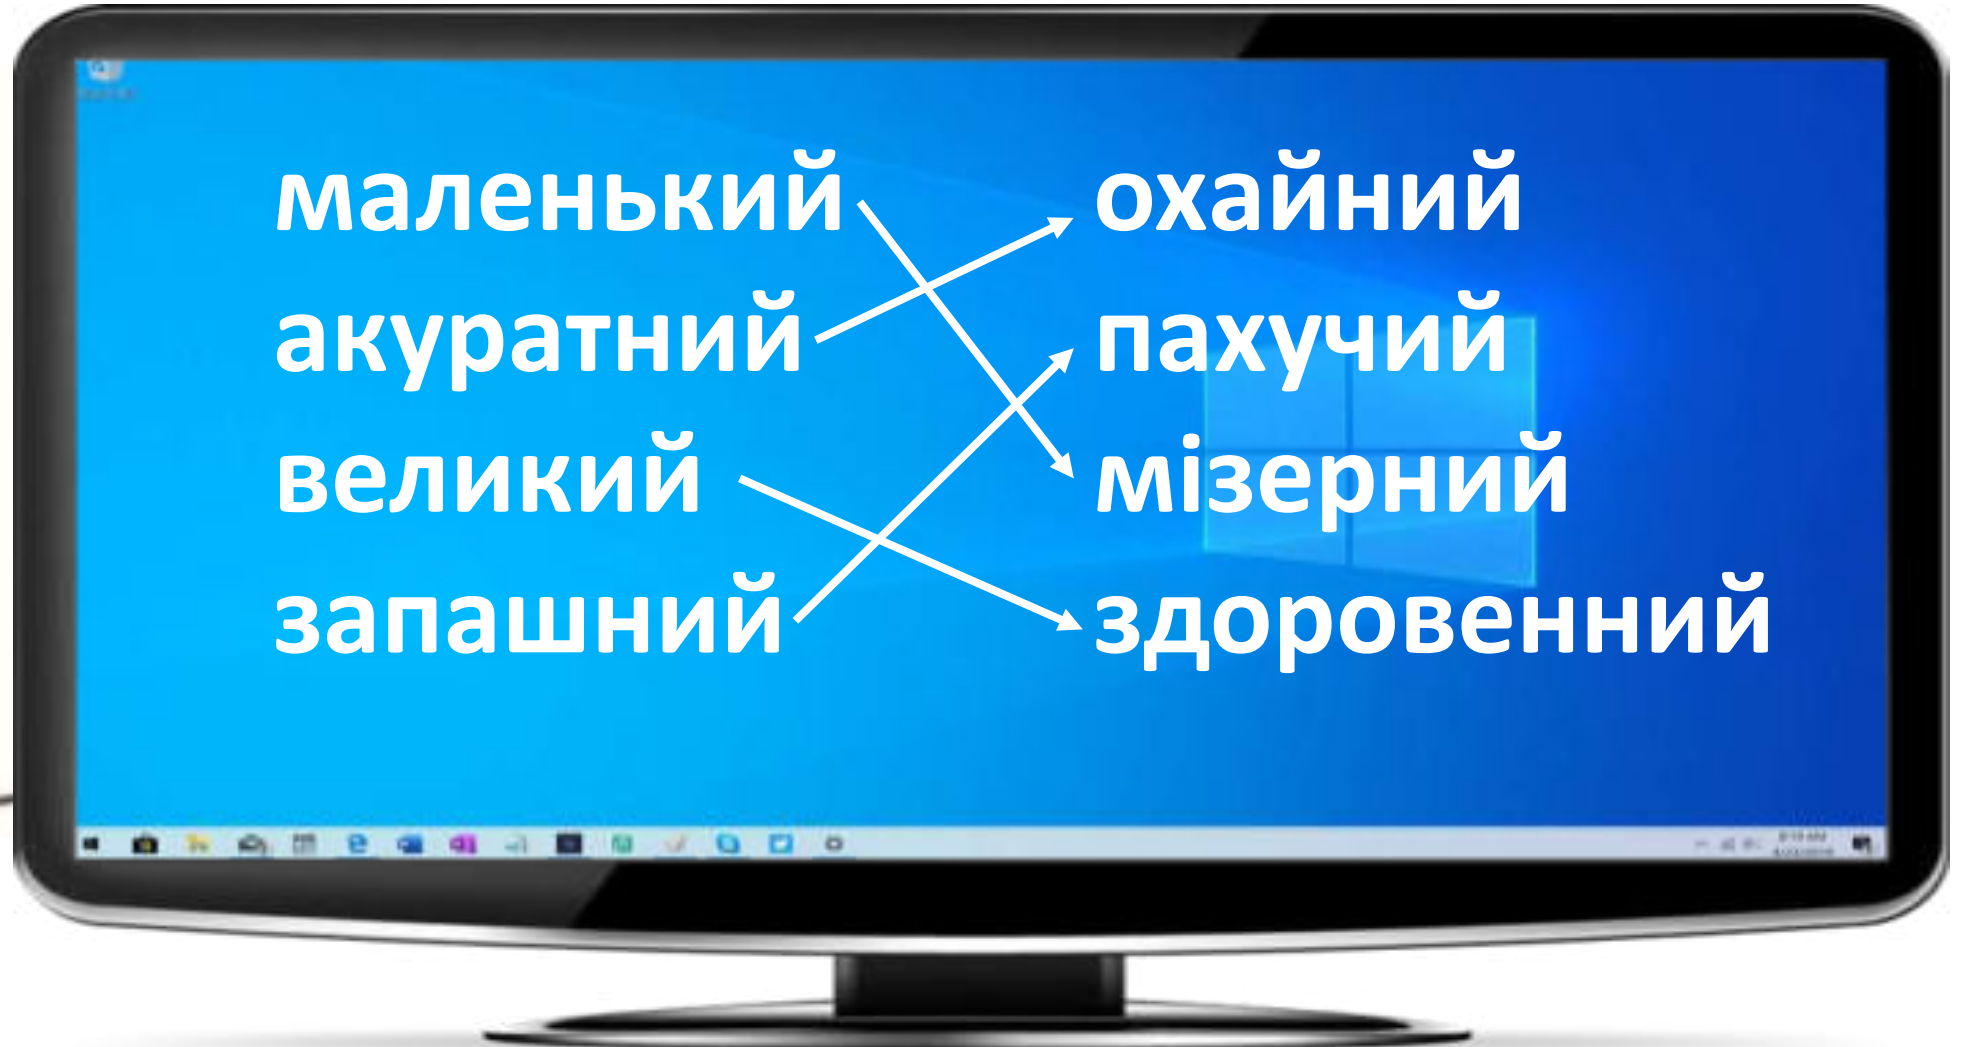 маленький охайний
акуратний пахучий
великий мізерний
запашний здоровенний